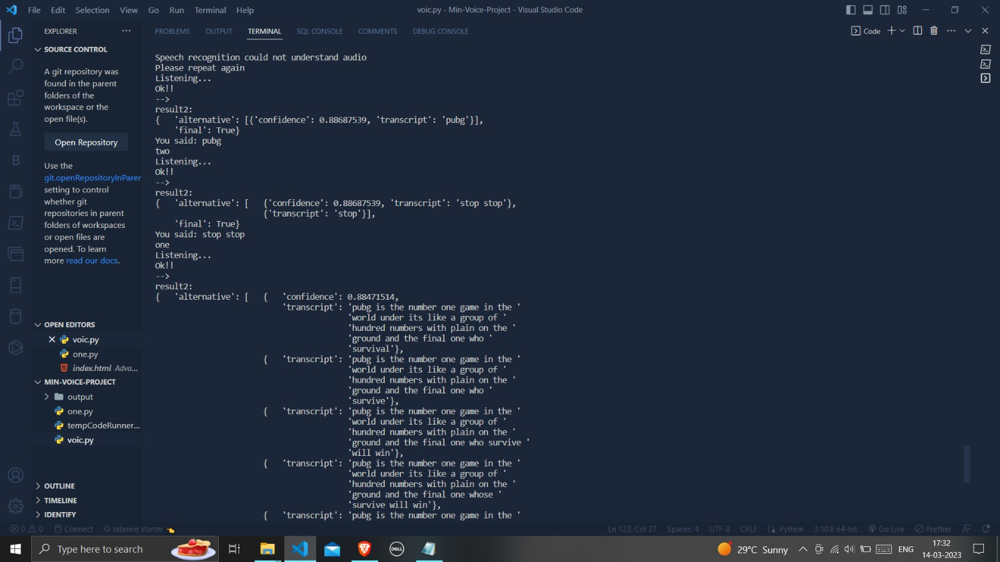 File Edit Selection View Go Run Terminal Help
voic.py - Min-Voice-Project - Visual Studio Code
EXPLORER
SOURCE CONTROL
A git repository was
found in the parent
folders of the
workspace or the
open file(s).
Open Repository
Use the
git.openRepositoryInParer
setting to control
whether git
repositories in parent
folders of workspaces
or open files are
opened. To learn
more read our docs.
OPEN EDITORS
voic.py
one.py
index.html Adva...
MIN-VOICE-PROJECT
output
one.py
tempCodeRunner...
voic.py
OUTLINE
TIMELINE
IDENTIFY
PROBLEMS OUTPUT TERMINAL SQL CONSOLE COMMENTS DEBUG CONSOLE
Code
Speech recognition could not understand audio
Please repeat again
Listening...
Ok!!
-->
result2:
{   'alternative': [{'confidence': 0.88687539, 'transcript': 'pubg'}],
    'final': True}
You said: pubg
two
Listening...
Ok!!
-->
result2:
{   'alternative': [   {'confidence': 0.88687539, 'transcript': 'stop stop'},
                       {'transcript': 'stop'}],
    'final': True}
You said: stop stop
one
Listening...
Ok!!
-->
result2:
{   'alternative': [   {   'confidence': 0.88471514,
                           'transcript': 'pubg is the number one game in the '
                                         'world under its like a group of '
                                         'hundred numbers with plain on the '
                                         'ground and the final one who '
                                         'survival'},
                       {   'transcript': 'pubg is the number one game in the '
                                         'world under its like a group of '
                                         'hundred numbers with plain on the '
                                         'ground and the final one who '
                                         'survive'},
                       {   'transcript': 'pubg is the number one game in the '
                                         'world under its like a group of '
                                         'hundred numbers with plain on the '
                                         'ground and the final one who survive '
                                         'will win'},
                       {   'transcript': 'pubg is the number one game in the '
                                         'world under its like a group of '
                                         'hundred numbers with plain on the '
                                         'ground and the final one whose '
                                         'survive will win'},
                       {   'transcript': 'pubg is the number one game in the '
0 0 Connect tabnine starter
Ln 123, Col 27 Spaces: 4 UTF-8 CRLF Python 3.10.8 64-bit Go Live Prettier
Type here to search
DELL
29°C Sunny
ENG
17:32
14-03-2023